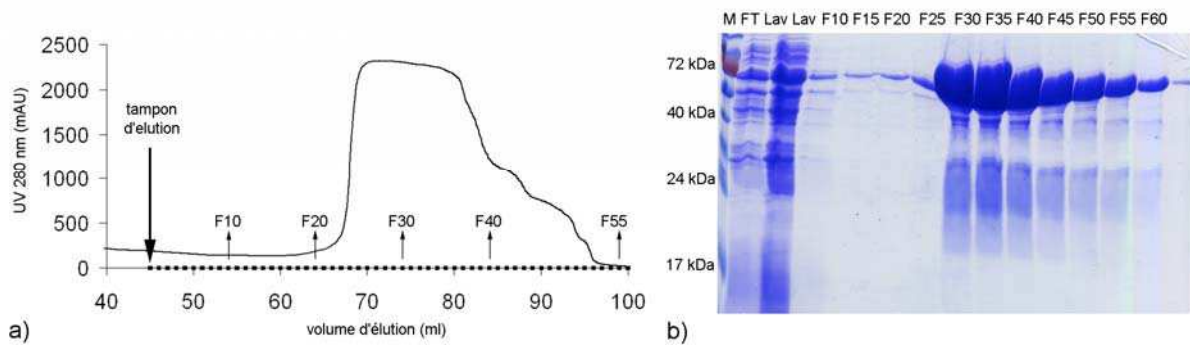 UV 280 nm (mAU)
2500
2000
1500
1000
500
0
tampon
d'elution
F10
F20
F30
F40
F55
40
50
60
70
80
90
100
volume d'élution (ml)
a)
M FT Lav Lav F10 F15 F20 F25 F30 F35 F40 F45 F50 F55 F60
72 kDa
40 kDa
24 kDa
17 kDa
b)